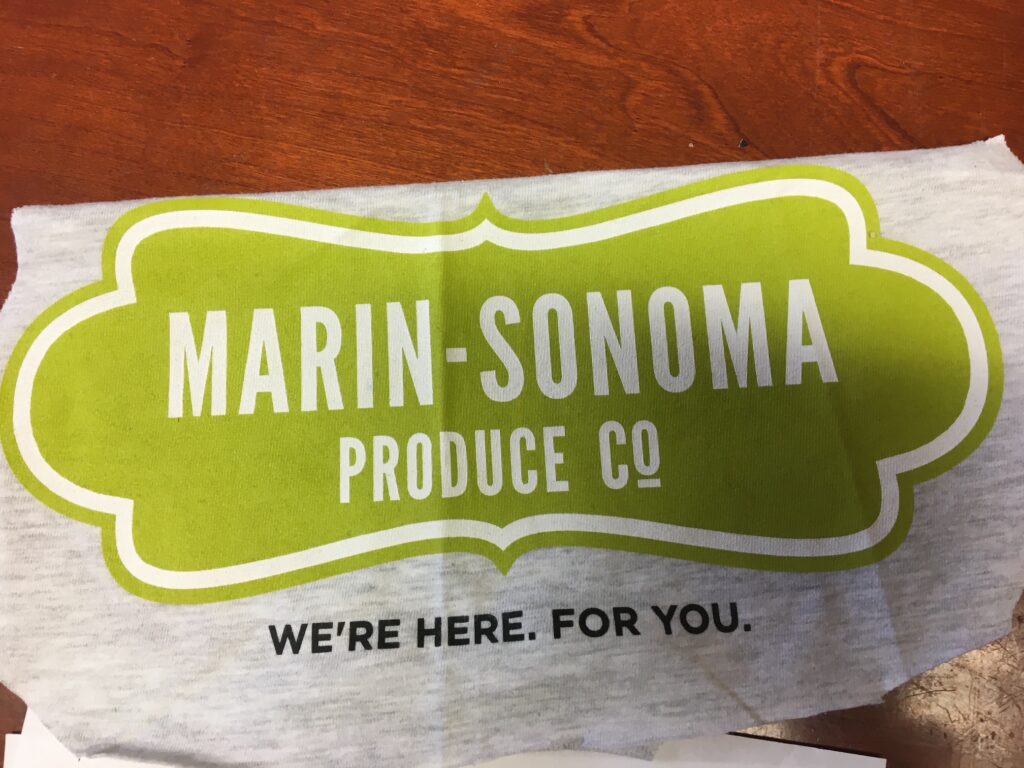 MARIN-SONOMA
PRODUCE Cº
WE'RE HERE. FOR YOU.